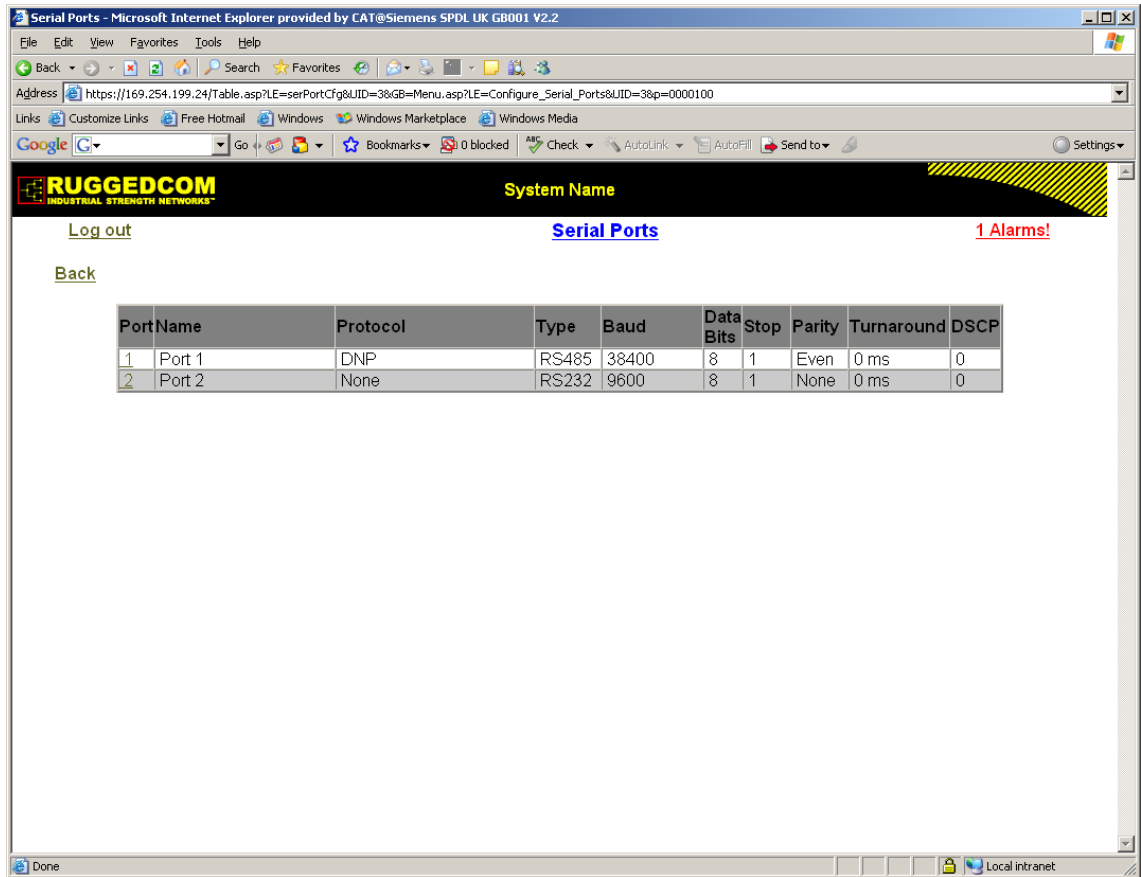 Serial Ports - Microsoft Internet Explorer provided by CAT@Siemens SPDL UK GB001 V2.2
File Edit View Favorites Tools Help
Back Search Favorites
Address https://169.254.199.24/Table.asp?LE=serPortCfg&UID=3&GB=Menu.asp?LE=Configure_Serial_Ports&UID=3&p=0000100
Links Customize Links Free Hotmail Windows Windows Marketplace Windows Media
Google G Go Bookmarks 0 blocked ABC Check AutoLink AutoFill Send to Settings
RUGGEDCOM System Name
INDUSTRIAL STRENGTH NETWORKS™
Log out Serial Ports 1 Alarms!
Back
Port Name Protocol Type Baud Data Bits Stop Parity Turnaround DSCP
1 Port 1 DNP RS485 38400 8 1 Even 0 ms 0
2 Port 2 None RS232 9600 8 1 None 0 ms 0
Done Local intranet